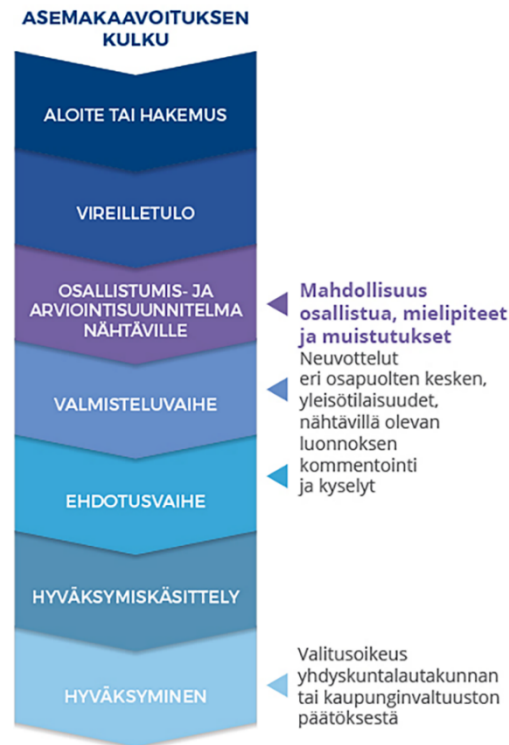 ASEMAKAAVOITUKSEN
KULKU
ALOITE TAI HAKEMUS
VIREILLETULO
OSALLISTUMIS- JA
ARVIOINTISUUNNITELMA
NÄHTÄVILLE
Mahdollisuus
osallistua, mielipiteet
ja muistutukset
VALMISTELUVAIHE
Neuvottelut
eri osapuolten kesken,
yleisötilaisuudet,
nähtävillä olevan
luonnoksen
kommentointi
ja kyselyt
EHDOTUSVAIHE
HYVÄKSYMISKÄSITTELY
HYVÄKSYMINEN
Valitusoikeus
yhdyskuntalautakunnan
tai kaupunginvaltuuston
päätöksestä